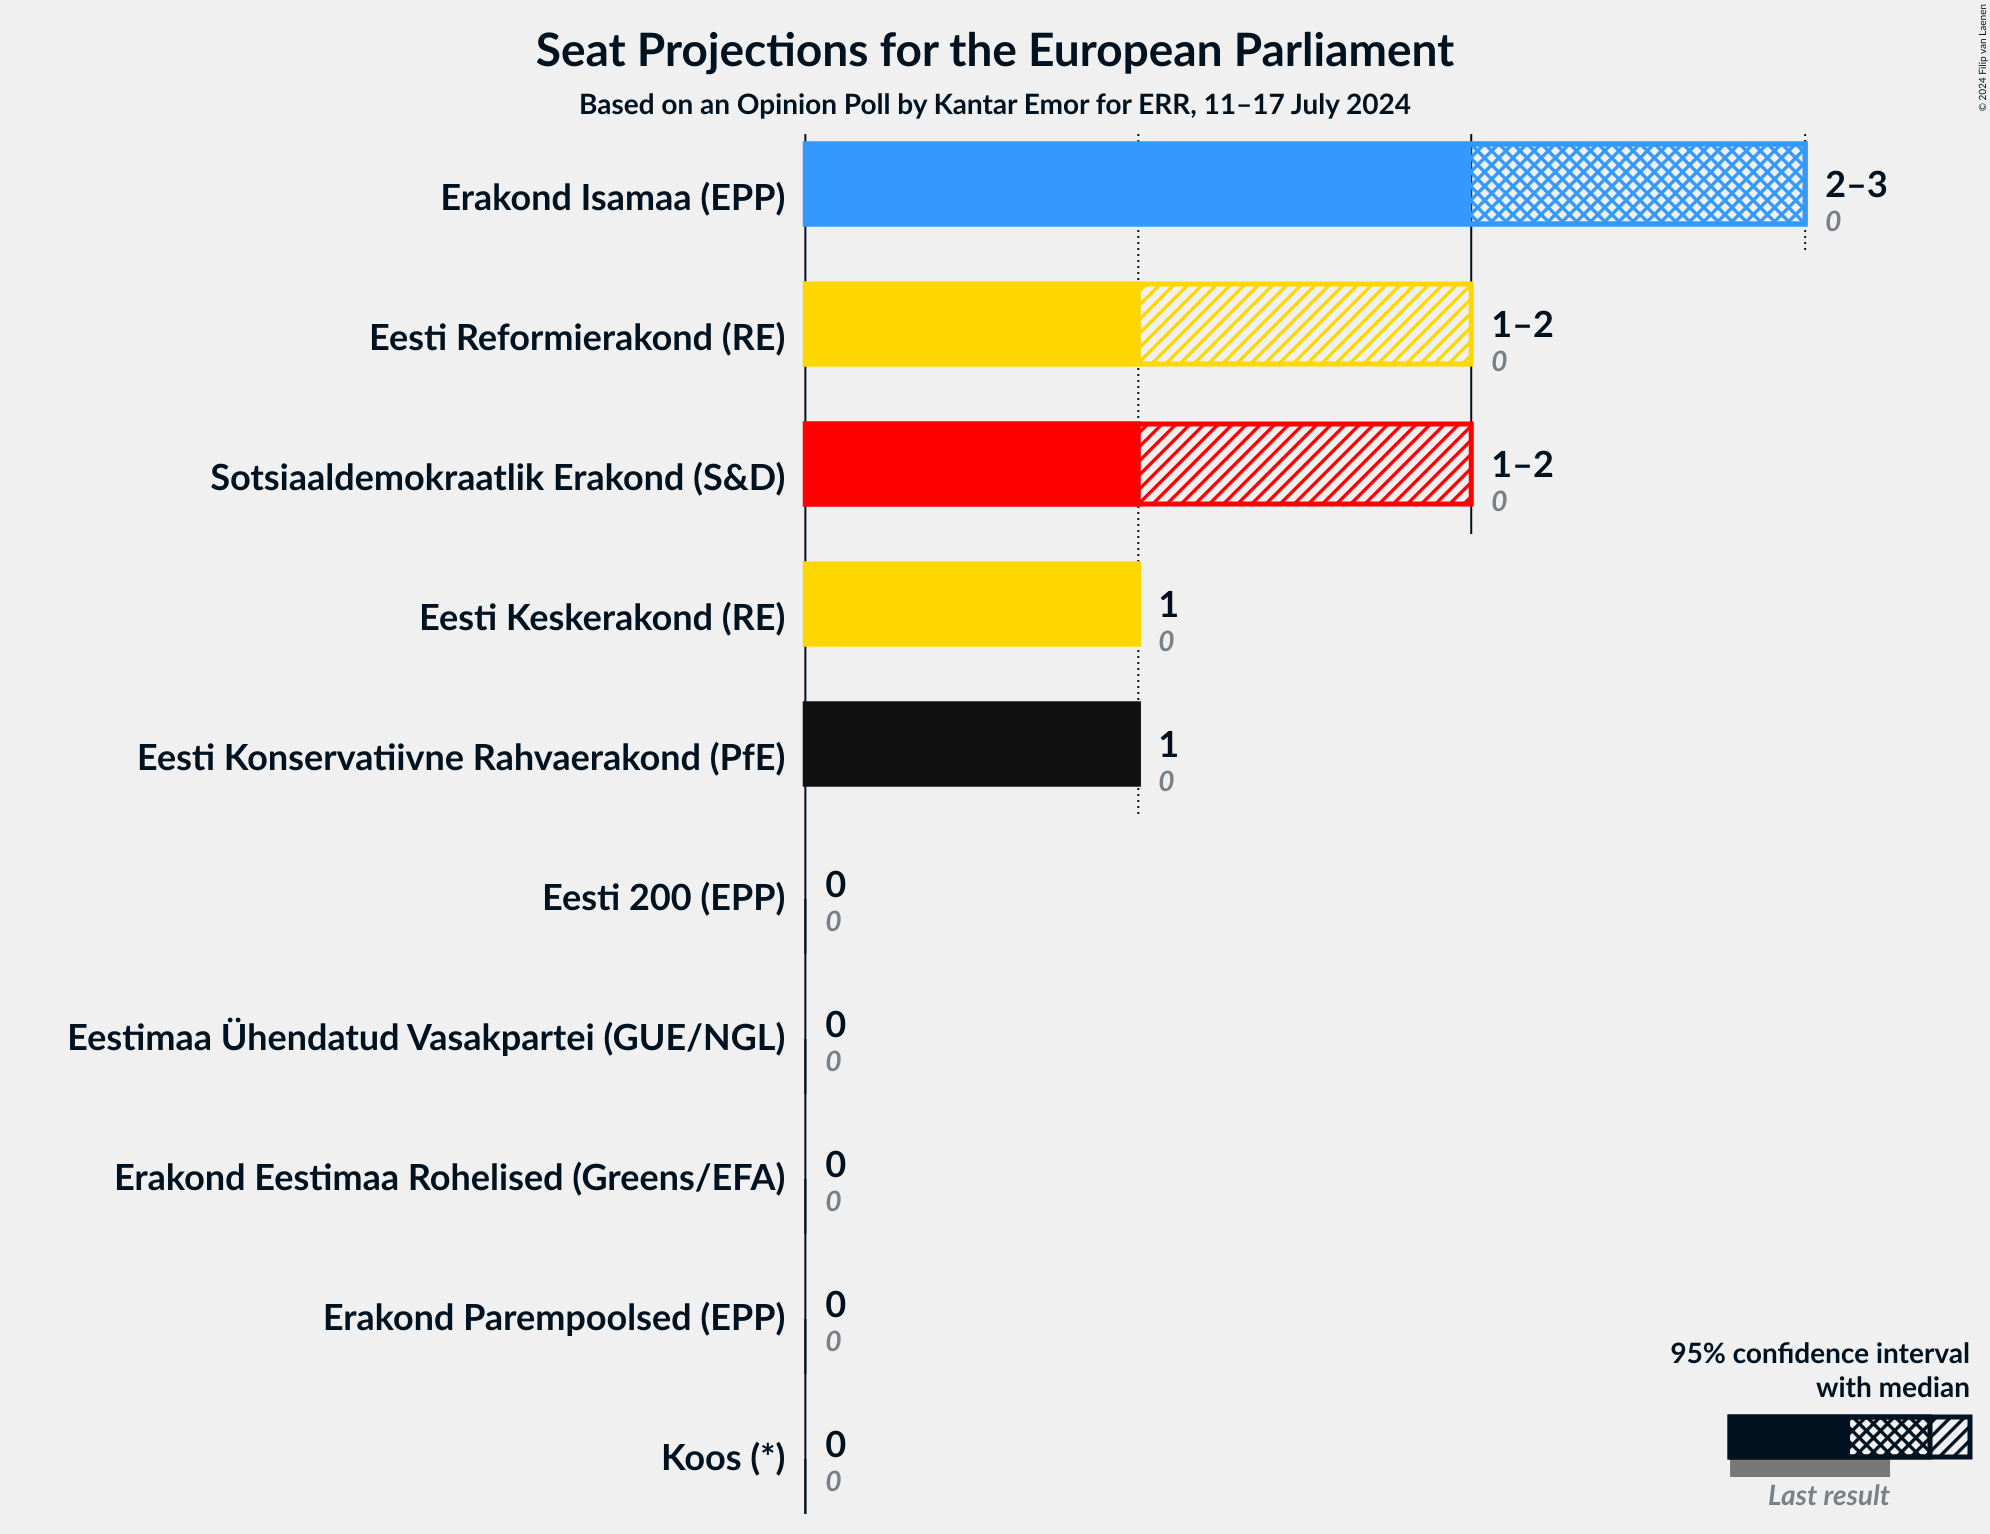 Seat Projections for the European Parliament
Based on an Opinion Poll by Kantar Emor for ERR, 11–17 July 2024
© 2024 Filip van Laenen
Erakond Isamaa (EPP)
2–3
0
Eesti Reformierakond (RE)
1–2
0
Sotsiaaldemokraatlik Erakond (S&D)
1–2
0
Eesti Keskerakond (RE)
1
0
Eesti Konservatiivne Rahvaerakond (PfE)
1
0
Eesti 200 (EPP)
0
0
Eestimaa Ühendatud Vasakpartei (GUE/NGL)
0
0
Erakond Eestimaa Rohelised (Greens/EFA)
0
0
Erakond Parempoolsed (EPP)
0
0
Koos (*)
0
0
95% confidence interval
with median
Last result